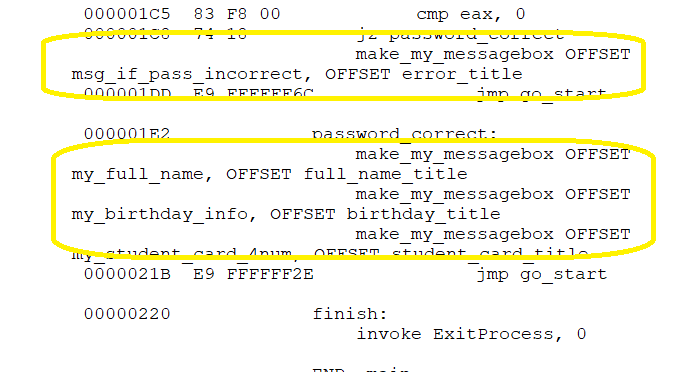 000001C5 83 F8 00 cmp eax, 0
000001C8 74 18 jz password_correct
make_my_messagebox OFFSET
msg_if_pass_incorrect, OFFSET error_title
000001DD E9 FFFFFF6C jmp go_start
000001E2 password_correct:
make_my_messagebox OFFSET
my_full_name, OFFSET full_name_title
make_my_messagebox OFFSET
my_birthday_info, OFFSET birthday_title
make_my_messagebox OFFSET
my_student_card_4num, OFFSET student_card_title
0000021B E9 FFFFFF2E jmp go_start
00000220 finish:
invoke ExitProcess, 0
END main